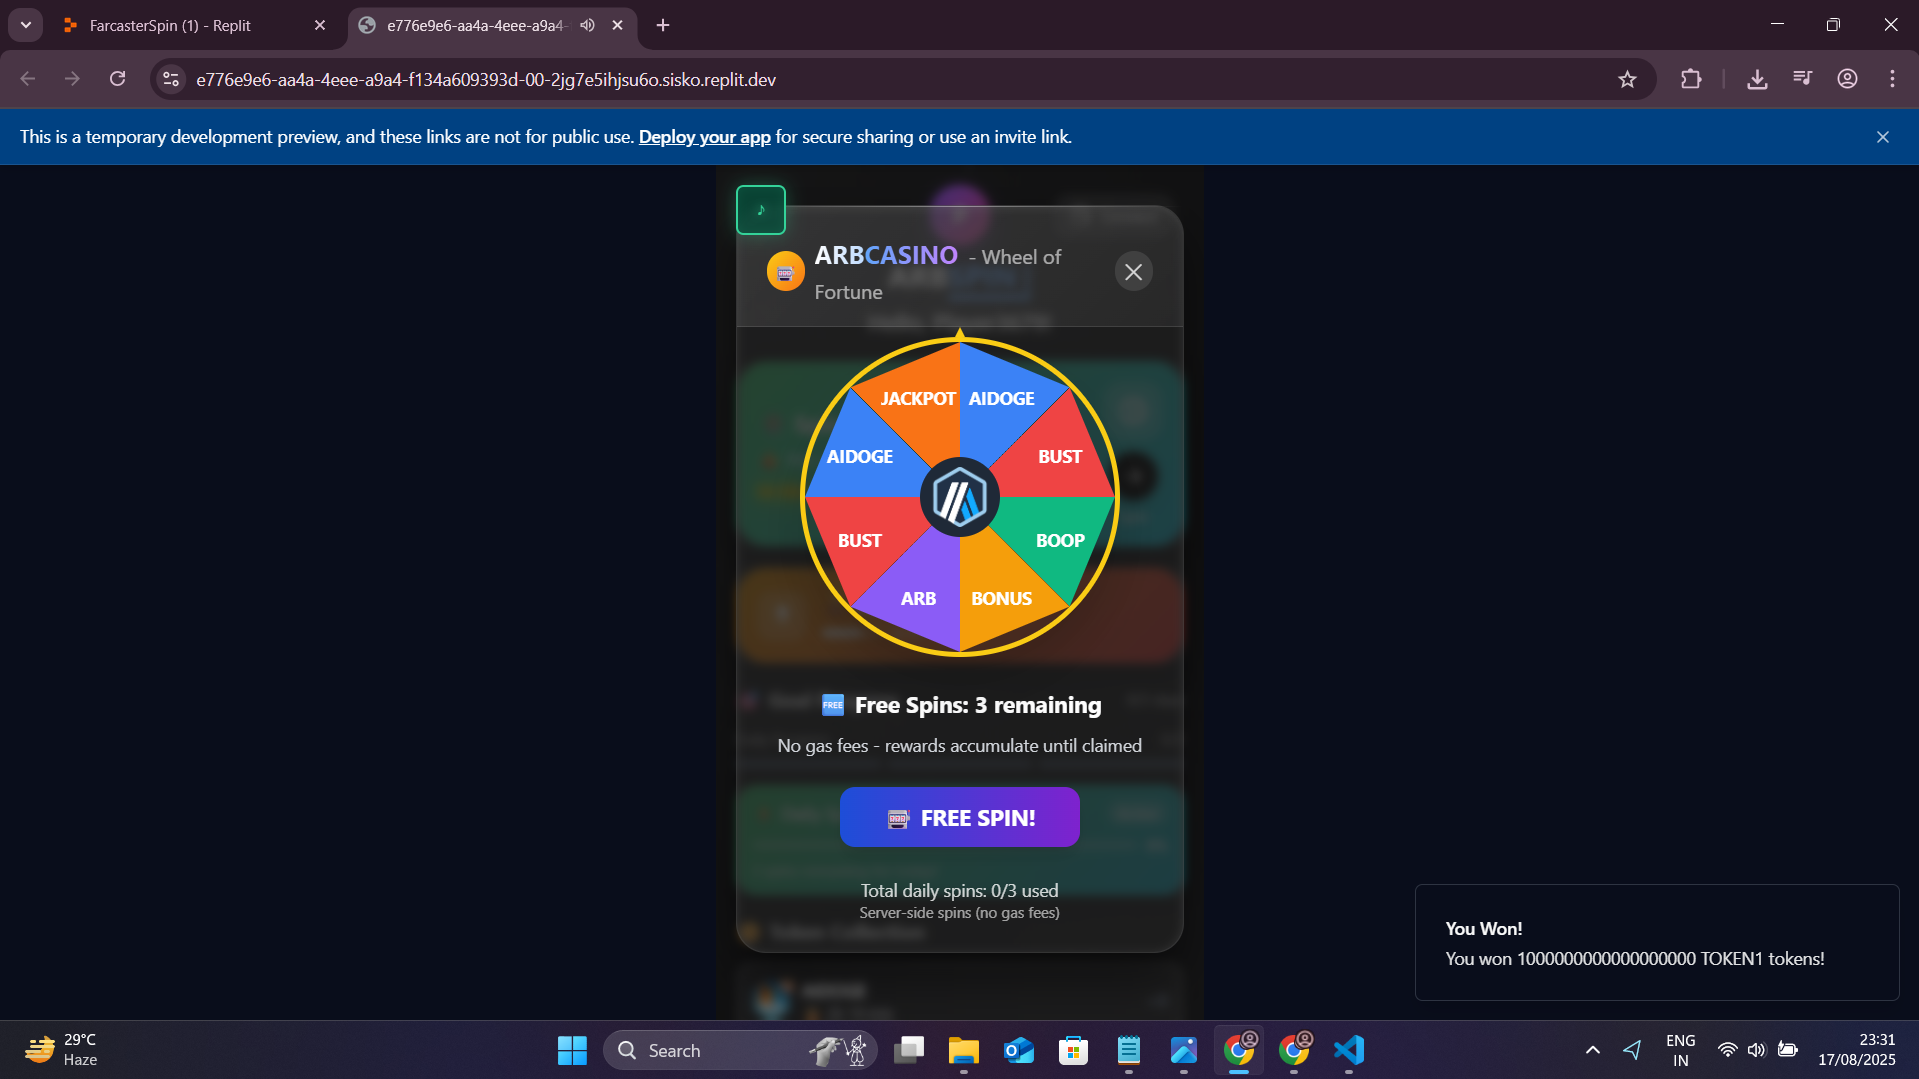 FarcasterSpin (1) - Replit
e776e9e6-aa4a-4eee-a9a4-
e776e9e6-aa4a-4eee-a9a4-f134a609393d-00-2jg7e5ihjsu6o.sisko.replit.dev
This is a temporary development preview, and these links are not for public use. Deploy your app for secure sharing or use an invite link.
ARBCASINO - Wheel of
Fortune
JACKPOT AIDOGE
AIDOGE BUST
BUST BOOP
ARB BONUS
FREE Free Spins: 3 remaining
No gas fees - rewards accumulate until claimed
FREE SPIN!
Total daily spins: 0/3 used
Server-side spins (no gas fees)
You Won!
You won 1000000000000000000 TOKEN1 tokens!
29°C
Haze
Search
ENG
IN
23:31
17/08/2025